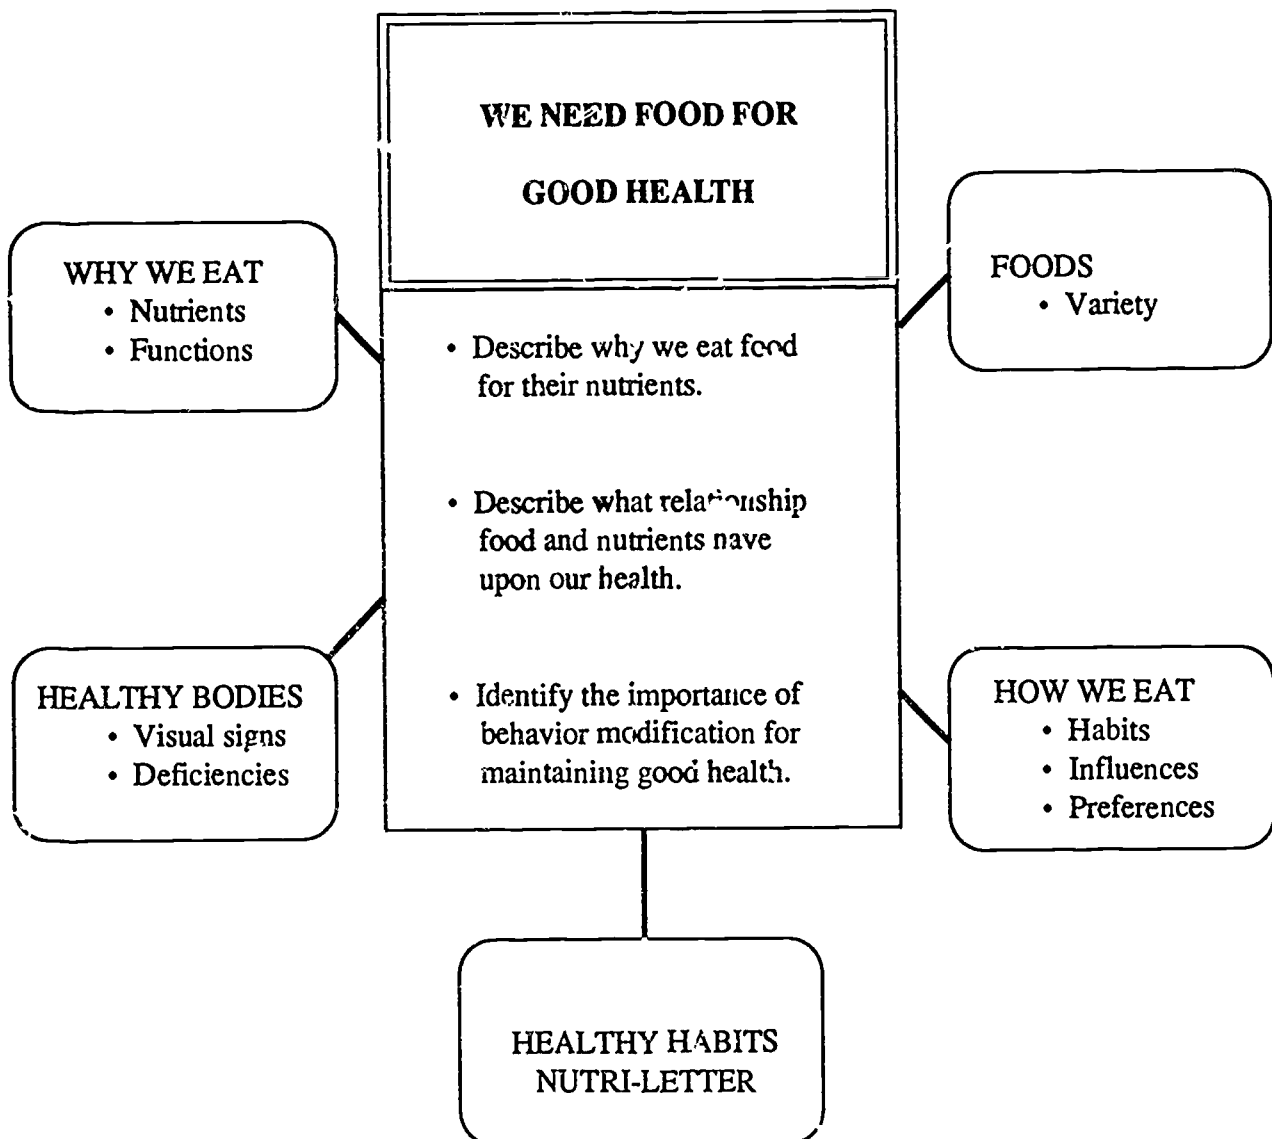 WE NEED FOOD FOR
GOOD HEALTH
WHY WE EAT
• Nutrients
• Functions
FOODS
• Variety
• Describe why we eat food
for their nutrients.
• Describe what relationship
food and nutrients have
upon our health.
• Identify the importance of
behavior modification for
maintaining good health.
HEALTHY BODIES
• Visual signs
• Deficiencies
HOW WE EAT
• Habits
• Influences
• Preferences
HEALTHY HABITS
NUTRI-LETTER